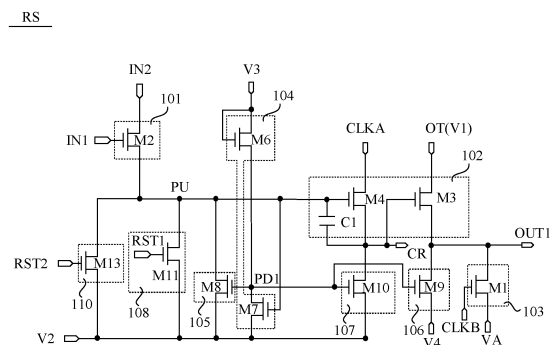 RS
IN2
V3
101
104
CLKA
OT(V1)
IN1
M2
M6
102
PU
M4
M3
C1
OUT1
CR
RST2
M13
RST1
M11
M8
PD1
M10
M9
M1
M7
110
108
105
107
106
CLKB
103
V2
V4
VA